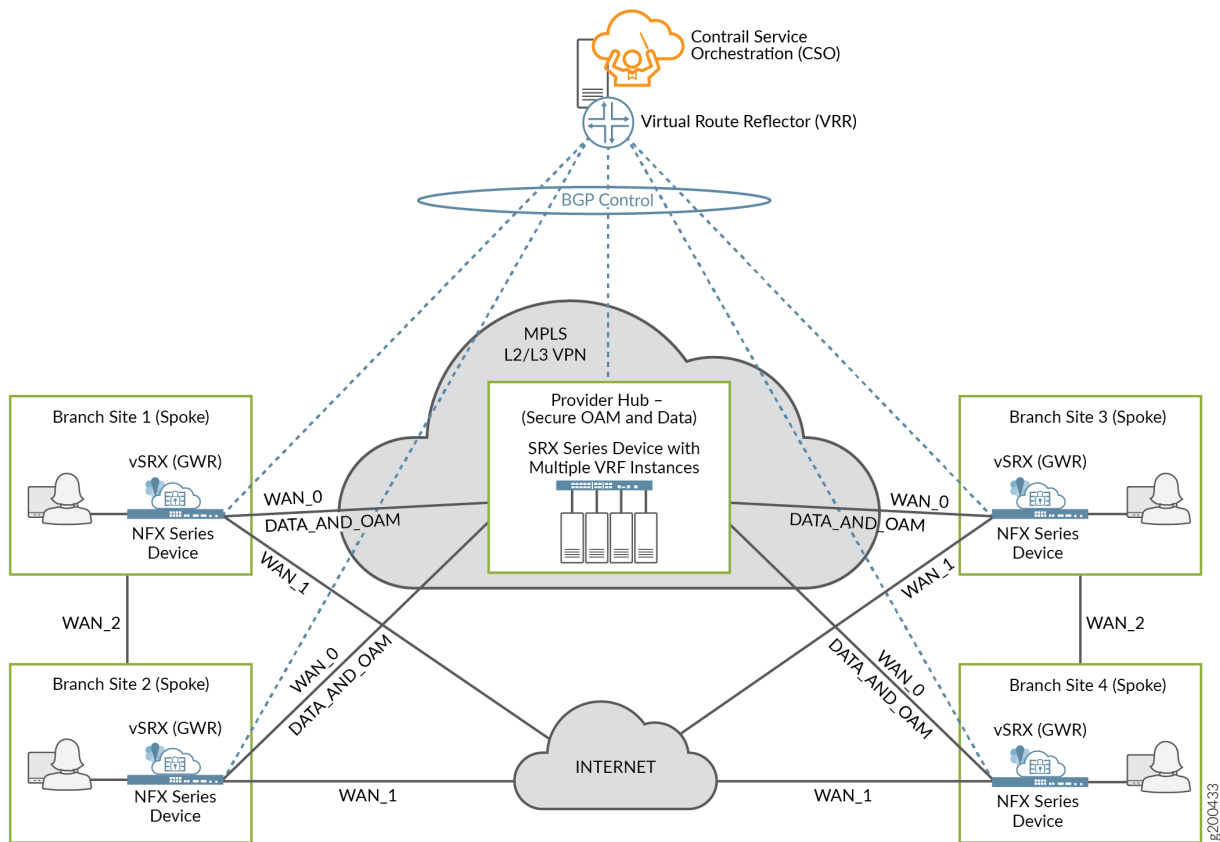 Contrail Service
Orchestration (CSO)
Virtual Route Reflector (VRR)
BGP Control
MPLS
L2/L3 VPN
Provider Hub –
(Secure OAM and Data)
SRX Series Device with
Multiple VRF Instances
Branch Site 1 (Spoke)
vSRX (GWR)
NFX Series
Device
WAN_0
DATA_AND_OAM
WAN_1
WAN_2
Branch Site 3 (Spoke)
vSRX (GWR)
NFX Series
Device
WAN_0
DATA_AND_OAM
WAN_1
WAN_2
Branch Site 2 (Spoke)
vSRX (GWR)
NFX Series
Device
WAN_0
DATA_AND_OAM
WAN_1
INTERNET
Branch Site 4 (Spoke)
vSRX (GWR)
NFX Series
Device
WAN_0
DATA_AND_OAM
WAN_1
g200433